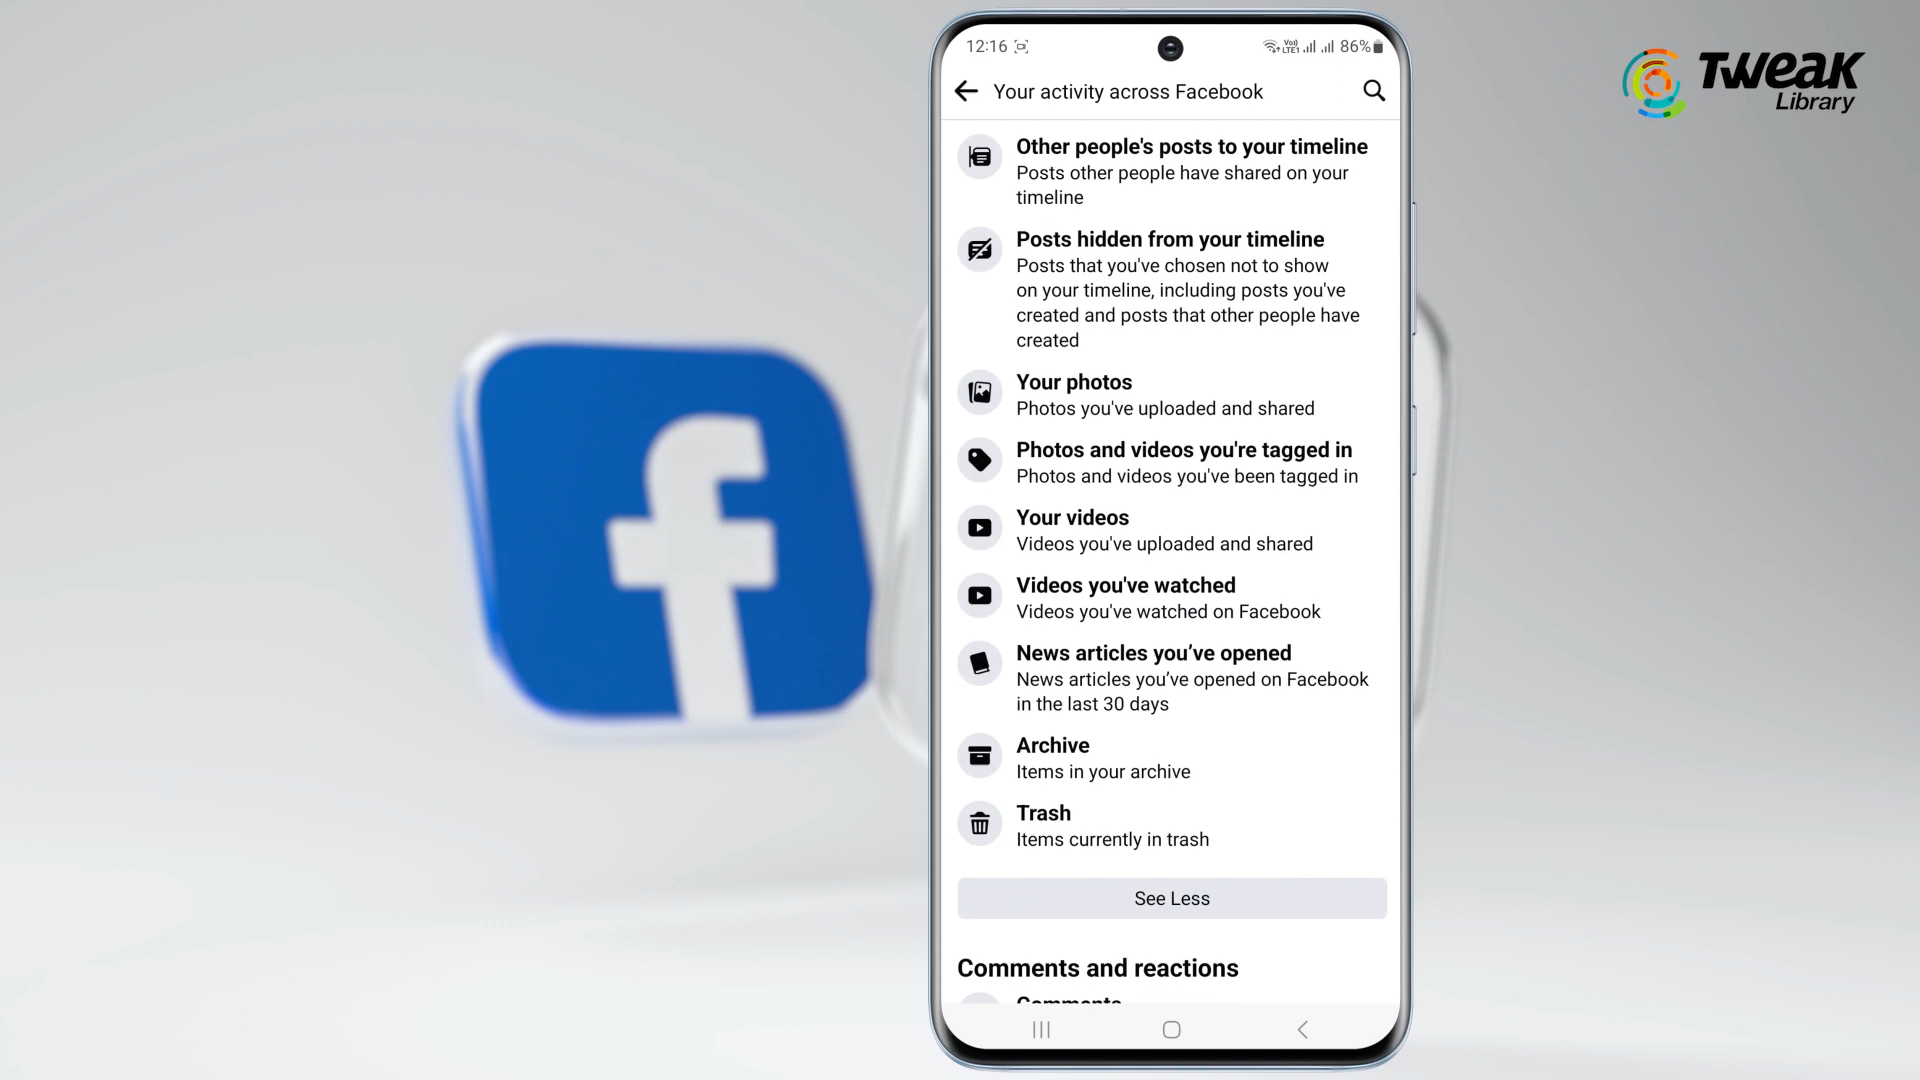 12:16
Vo)) LTE1
86%
TWEAK
Library
Your activity across Facebook
Other people's posts to your timeline
Posts other people have shared on your
timeline
Posts hidden from your timeline
Posts that you've chosen not to show
on your timeline, including posts you've
created and posts that other people have
created
Your photos
Photos you've uploaded and shared
Photos and videos you're tagged in
Photos and videos you've been tagged in
Your videos
Videos you've uploaded and shared
Videos you've watched
Videos you've watched on Facebook
News articles you’ve opened
News articles you’ve opened on Facebook
in the last 30 days
Archive
Items in your archive
Trash
Items currently in trash
See Less
Comments and reactions
Comments
f